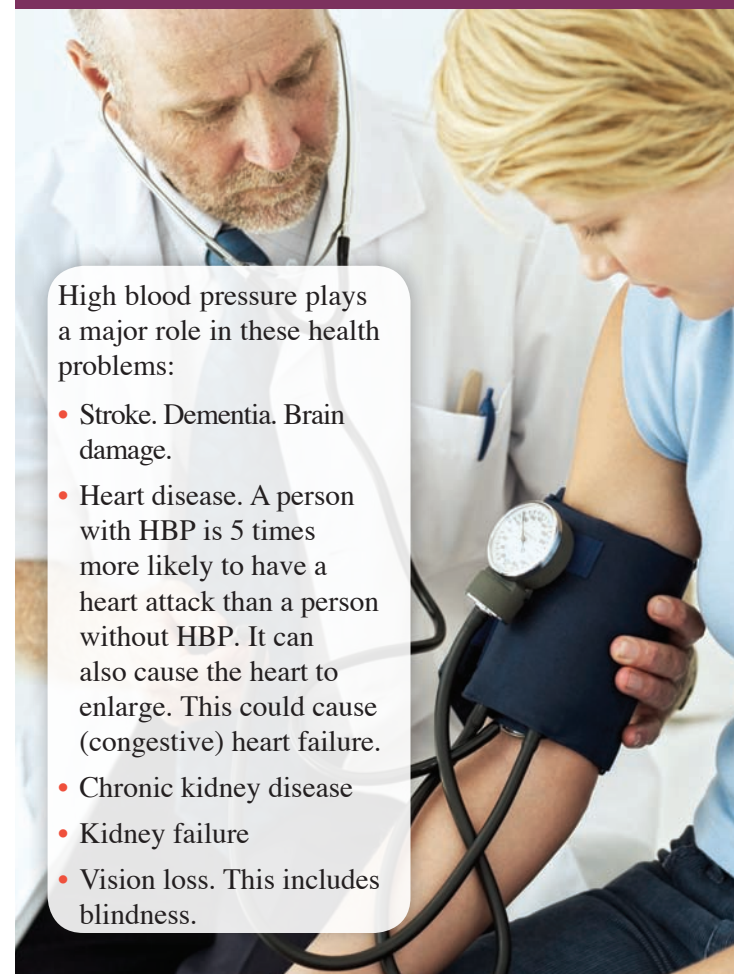 High blood pressure plays
a major role in these health
problems:
• Stroke. Dementia. Brain
damage.
• Heart disease. A person
with HBP is 5 times
more likely to have a
heart attack than a person
without HBP. It can
also cause the heart to
enlarge. This could cause
(congestive) heart failure.
• Chronic kidney disease
• Kidney failure
• Vision loss. This includes
blindness.